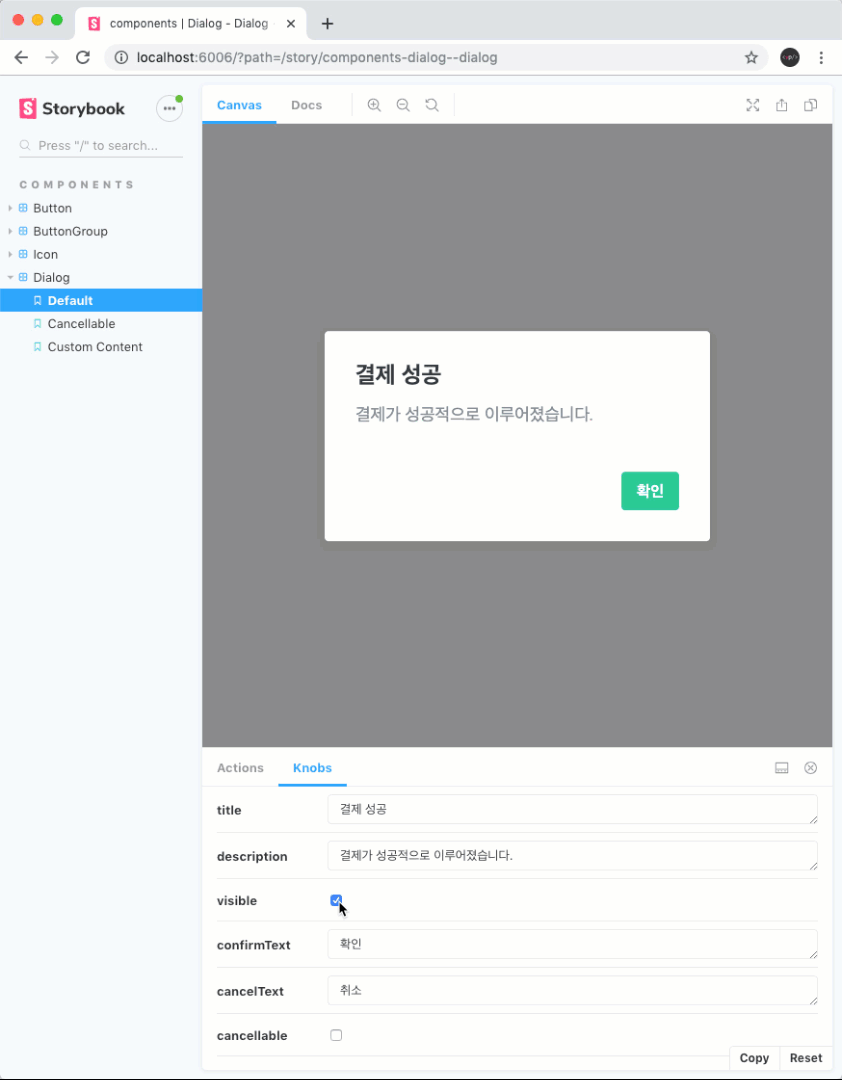 components | Dialog - Dialog
localhost:6006/?path=/story/components-dialog--dialog
Storybook
Press "/" to search...
COMPONENTS
Button
ButtonGroup
Icon
Dialog
Default
Cancellable
Custom Content
Canvas
Docs
결제 성공
결제가 성공적으로 이루어졌습니다.
확인
Actions
Knobs
title
결제 성공
description
결제가 성공적으로 이루어졌습니다.
visible
confirmText
확인
cancelText
취소
cancellable
Copy
Reset